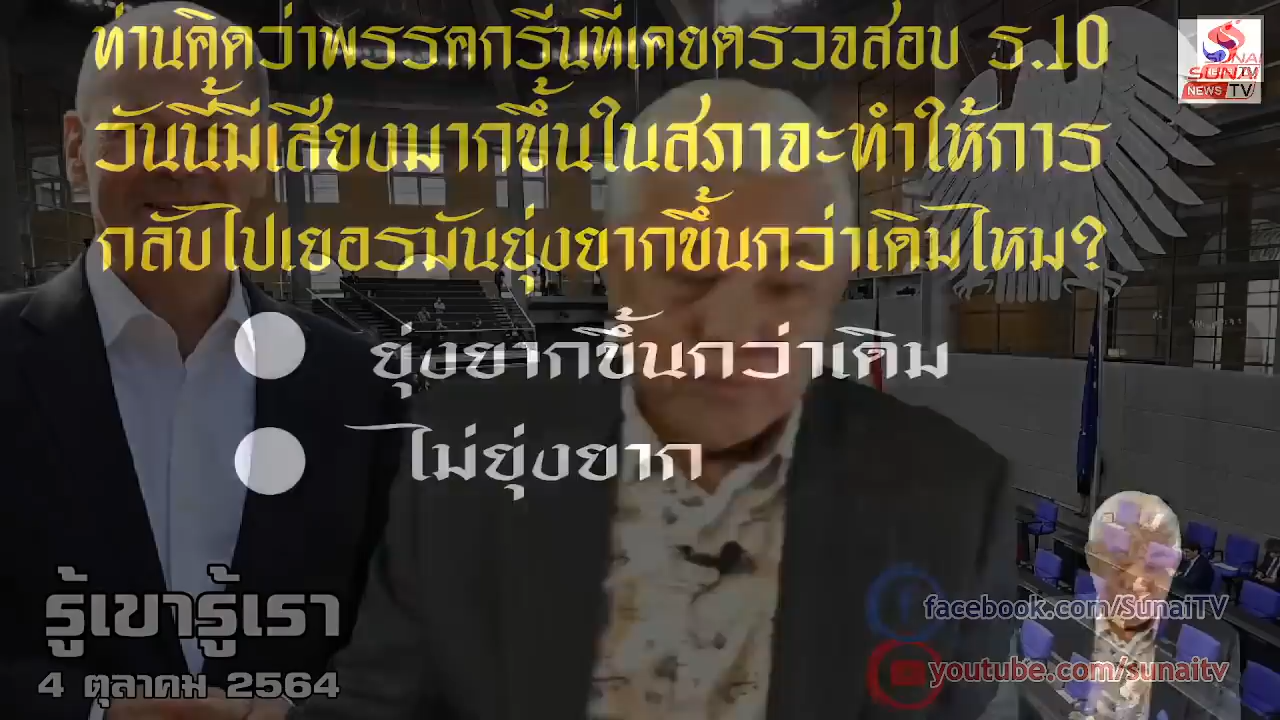 ท่านคิดว่าพรรคกรีนที่เคยตรวจสอบ ร.10
วันนี้มีเสียงมากขึ้นในสภาจะทำให้การ
กลับไปเยอรมันยุ่งยากขึ้นกว่าเดิมไหม?
ยุ่งยากขึ้นกว่าเดิม
ไม่ยุ่งยาก
รู้เขารู้เรา
4 ตุลาคม 2564
facebook.com/SunaiTV
youtube.com/sunaitv
SUNAI
NEWS TV